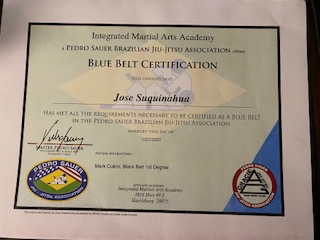 Integrated Martial Arts Academy
A PEDRO SAUER BRAZILIAN JIU-JITSU ASSOCIATION
BLUE BELT CERTIFICATION
THIS CERTIFIES THAT
Jose Suquinahua
HAS MET ALL THE REQUIREMENTS NECESSARY TO BE CERTIFIED AS A BLUE BELT
IN THE PEDRO SAUER BRAZILIAN JIU-JITSU ASSOCIATION
AWARDED THIS DAY OF
MASTER PEDRO SAUER
Mark Cukro, Black Belt 1st Degree
AFFILIATE ACADEMY
Integrated Martial Arts Academy
Harrisburg 28075
PEDRO SAUER